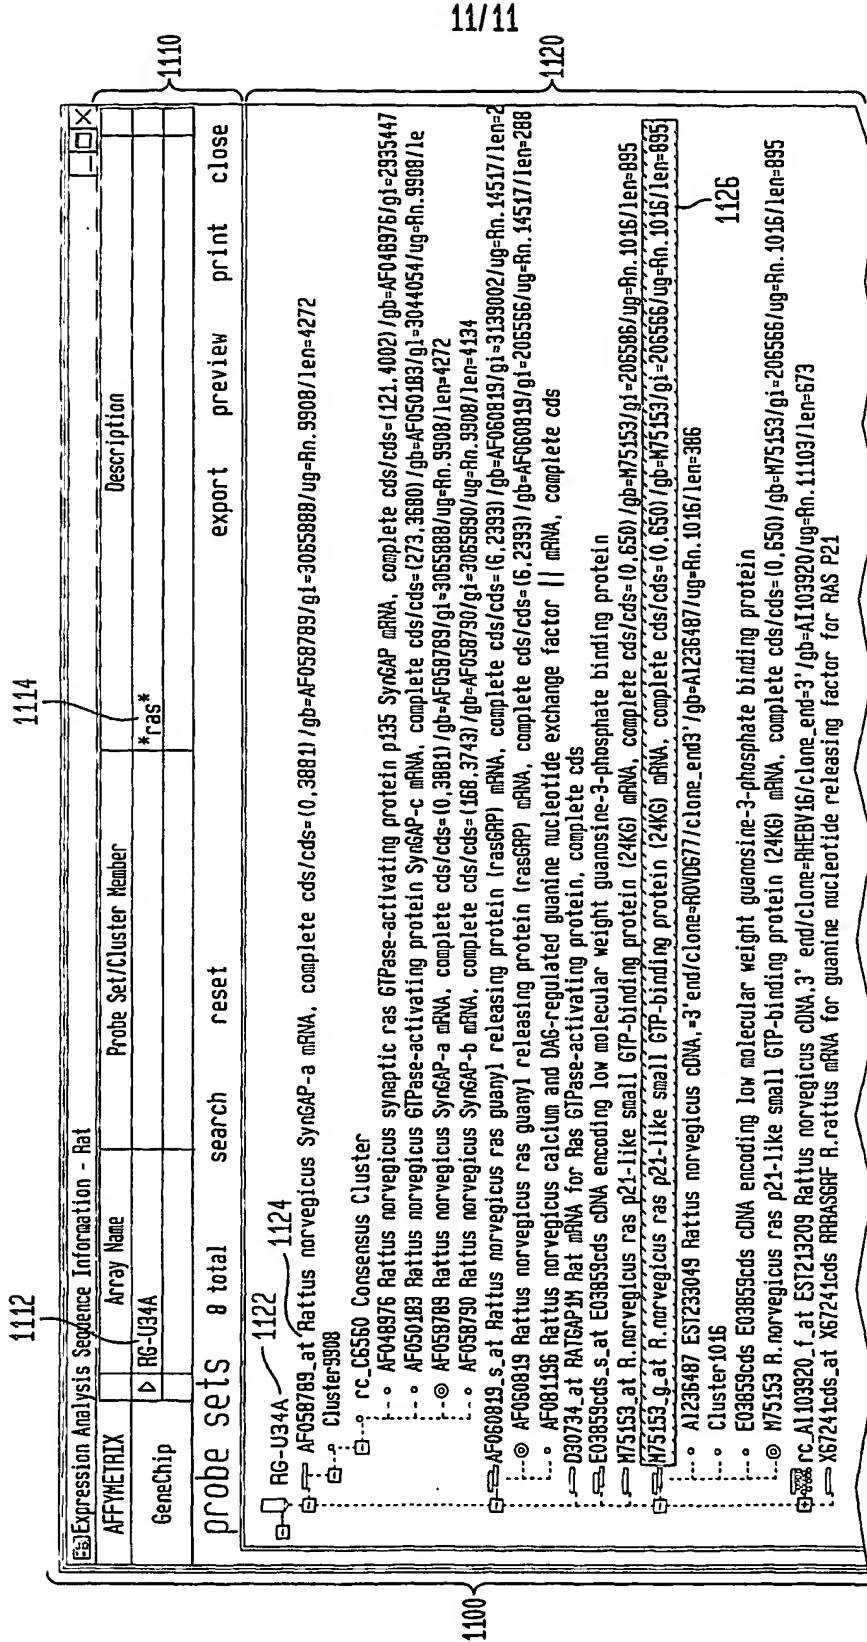 11/11
1100
1110
1112
1114
Expression Analysis Sequence Information - Rat
AFFYMETRIX Array Name Probe Set/Cluster Member Description
GeneChip RG-U34A *ras*
probe sets 8 total search reset export preview print close
1120
RG-U34A 1122
AF058789_at Rattus norvegicus SynGAP-a mRNA, complete cds/cds=(0,3881)/gb=AF058789/gi=3065888/ug=Rn.9908/len=4272
1124
Cluster9908
rc_C6560 Consensus Cluster
AF048976 Rattus norvegicus synaptic ras GTPase-activating protein p135 SynGAP mRNA, complete cds/cds=(121.4002)/gb=AF048976/gi=2935447
AF050183 Rattus norvegicus GTPase-activating protein SynGAP-c mRNA, complete cds/cds=(273,3680)/gb=AF050183/gi=3044054/ug=Rn.9908/le
AF058789 Rattus norvegicus SynGAP-a mRNA, complete cds/cds=(0,3881)/gb=AF058789/gi=3065888/ug=Rn.9908/len=4272
AF058790 Rattus norvegicus SynGAP-b mRNA, complete cds/cds=(168.3743)/gb=AF058790/gi=3065890/ug=Rn.9908/len=4134
AF060819_s_at Rattus norvegicus ras guanyl releasing protein (rasGRP) mRNA, complete cds/cds=(6,2393)/gb=AF060819/gi=3139002/ug=Rn.14517/len=2
AF060819 Rattus norvegicus ras guanyl releasing protein (rasGRP) mRNA, complete cds/cds=(6,2393)/gb=AF060819/gi=206566/ug=Rn.14517/len=288
AF081196 Rattus norvegicus calcium and DAG-regulated guanine nucleotide exchange factor || mRNA, complete cds
D30734_at RATGAP1M Rat mRNA for Ras GTPase-activating protein, complete cds
E03859cds_s_at E03859cds cDNA encoding low molecular weight guanosine-3-phosphate binding protein
M75153_at R.norvegicus ras p21-like small GTP-binding protein (24KG) mRNA, complete cds/cds=(0,650)/gb=M75153/gi=206586/ug=Rn.1016/len=895
M75153_g_at R.norvegicus ras p21-like small GTP-binding protein (24KG) mRNA, complete cds/cds=(0,650)/gb=M75153/gi=206566/ug=Rn.1016/len=895
1126
AI236487 EST233049 Rattus norvegicus cDNA,=3'end/clone=ROVDG77/clone_end3'/gb=AI236487/ug=Rn.1016/len=386
Cluster1016
E03859cds E03859cds cDNA encoding low molecular weight guanosine-3-phosphate binding protein
M75153 R.norvegicus ras p21-like small GTP-binding protein (24KG) mRNA, complete cds/cds=(0,650)/gb=M75153/gi=206566/ug=Rn.1016/len=895
rc_AI103920_f_at EST213209 Rattus norvegicus cDNA,3' end/clone=RHEBV16/clone_end=3'/gb=AI103920/ug=Rn.11103/len=673
X67241cds_at X67241cds RRRASGRF R.rattus mRNA for guanine nucleotide releasing factor for RAS P21